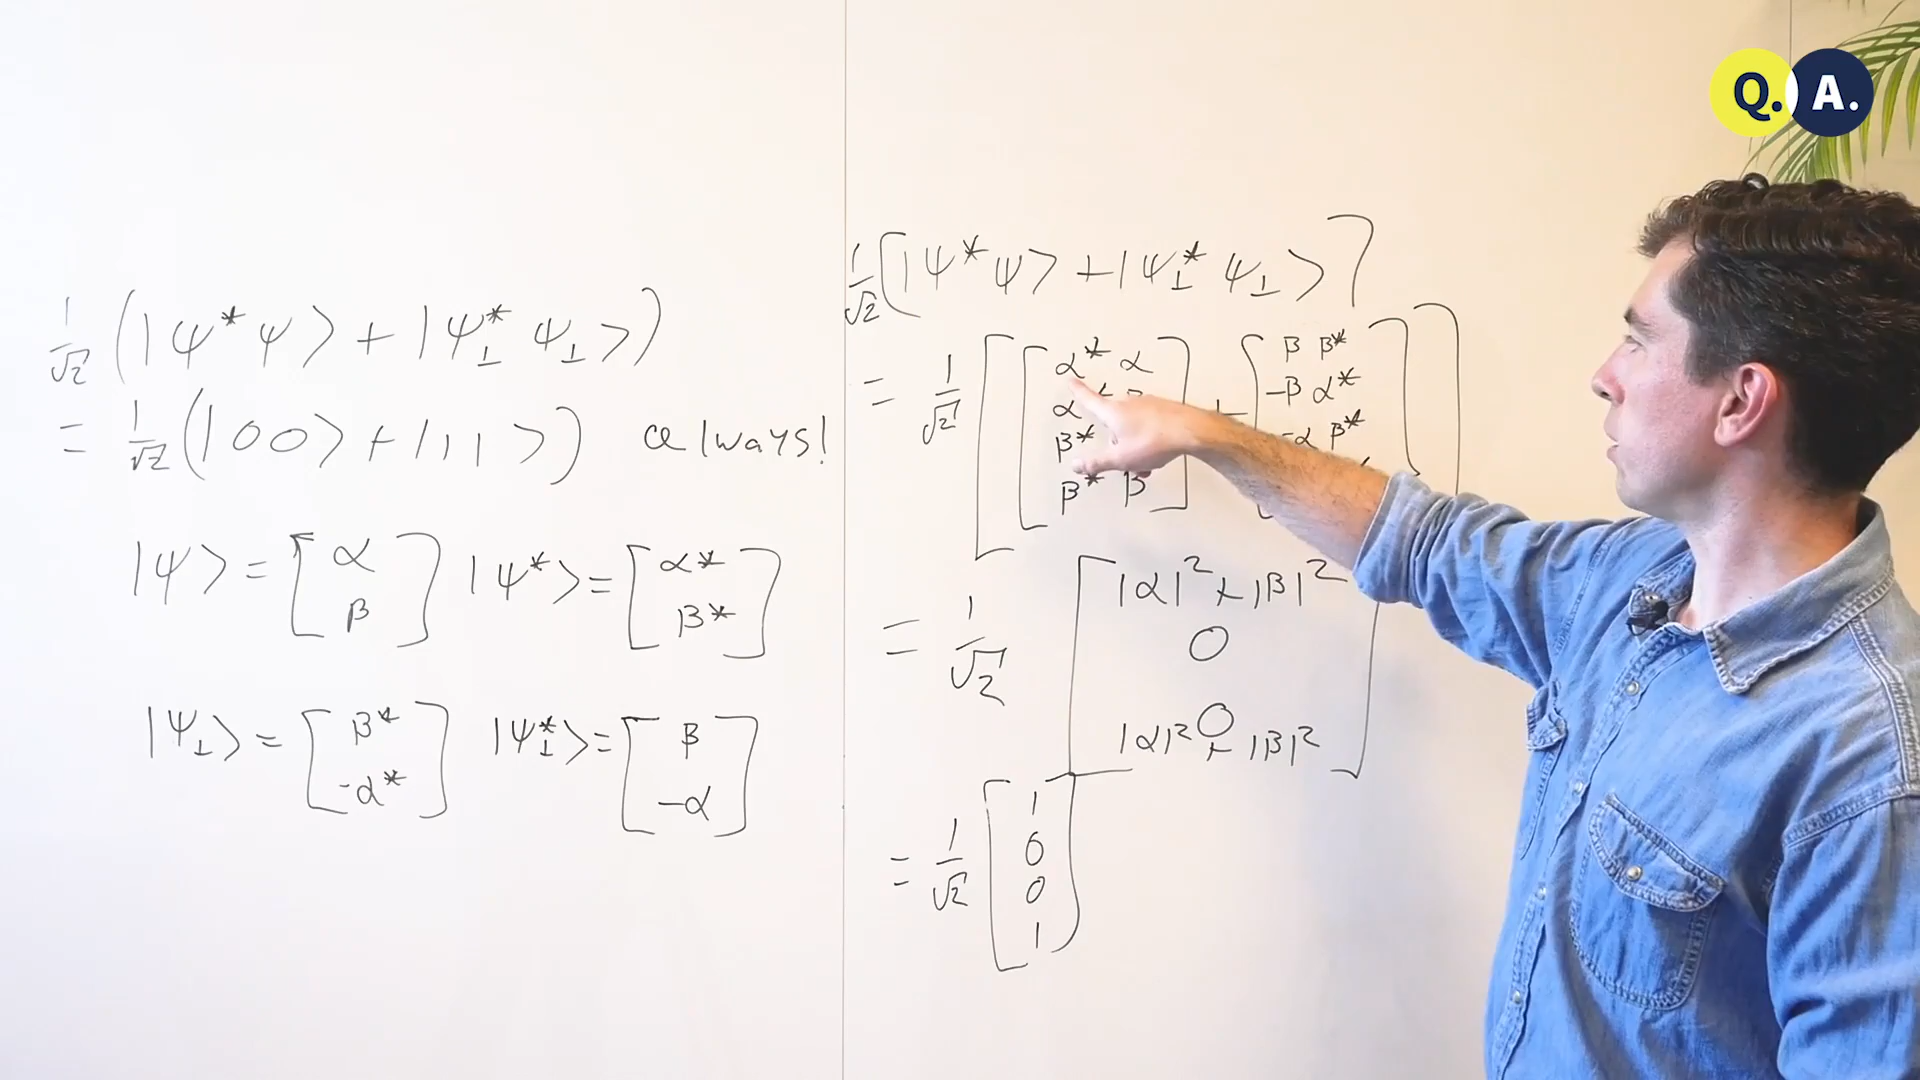 Q. A.
1/√2 (|ψ* ψ⟩ + |ψ⊥* ψ⊥⟩)
= 1/√2 (|00⟩ + |11⟩) always!
|ψ⟩ = [α β] |ψ*⟩ = [α* β*]
|ψ⊥⟩ = [β* -α*] |ψ⊥*⟩ = [β -α]
1/√2 [|ψ* ψ⟩ + |ψ⊥* ψ⊥⟩]
= 1/√2 [ [
α* α
α
β*
β* β
] + [
β β*
-β α*
-α β*
] ]
= 1/√2 [
|α|² + |β|²
0
0
|α|² + |β|²
]
= 1/√2 [
1
0
0
1
]